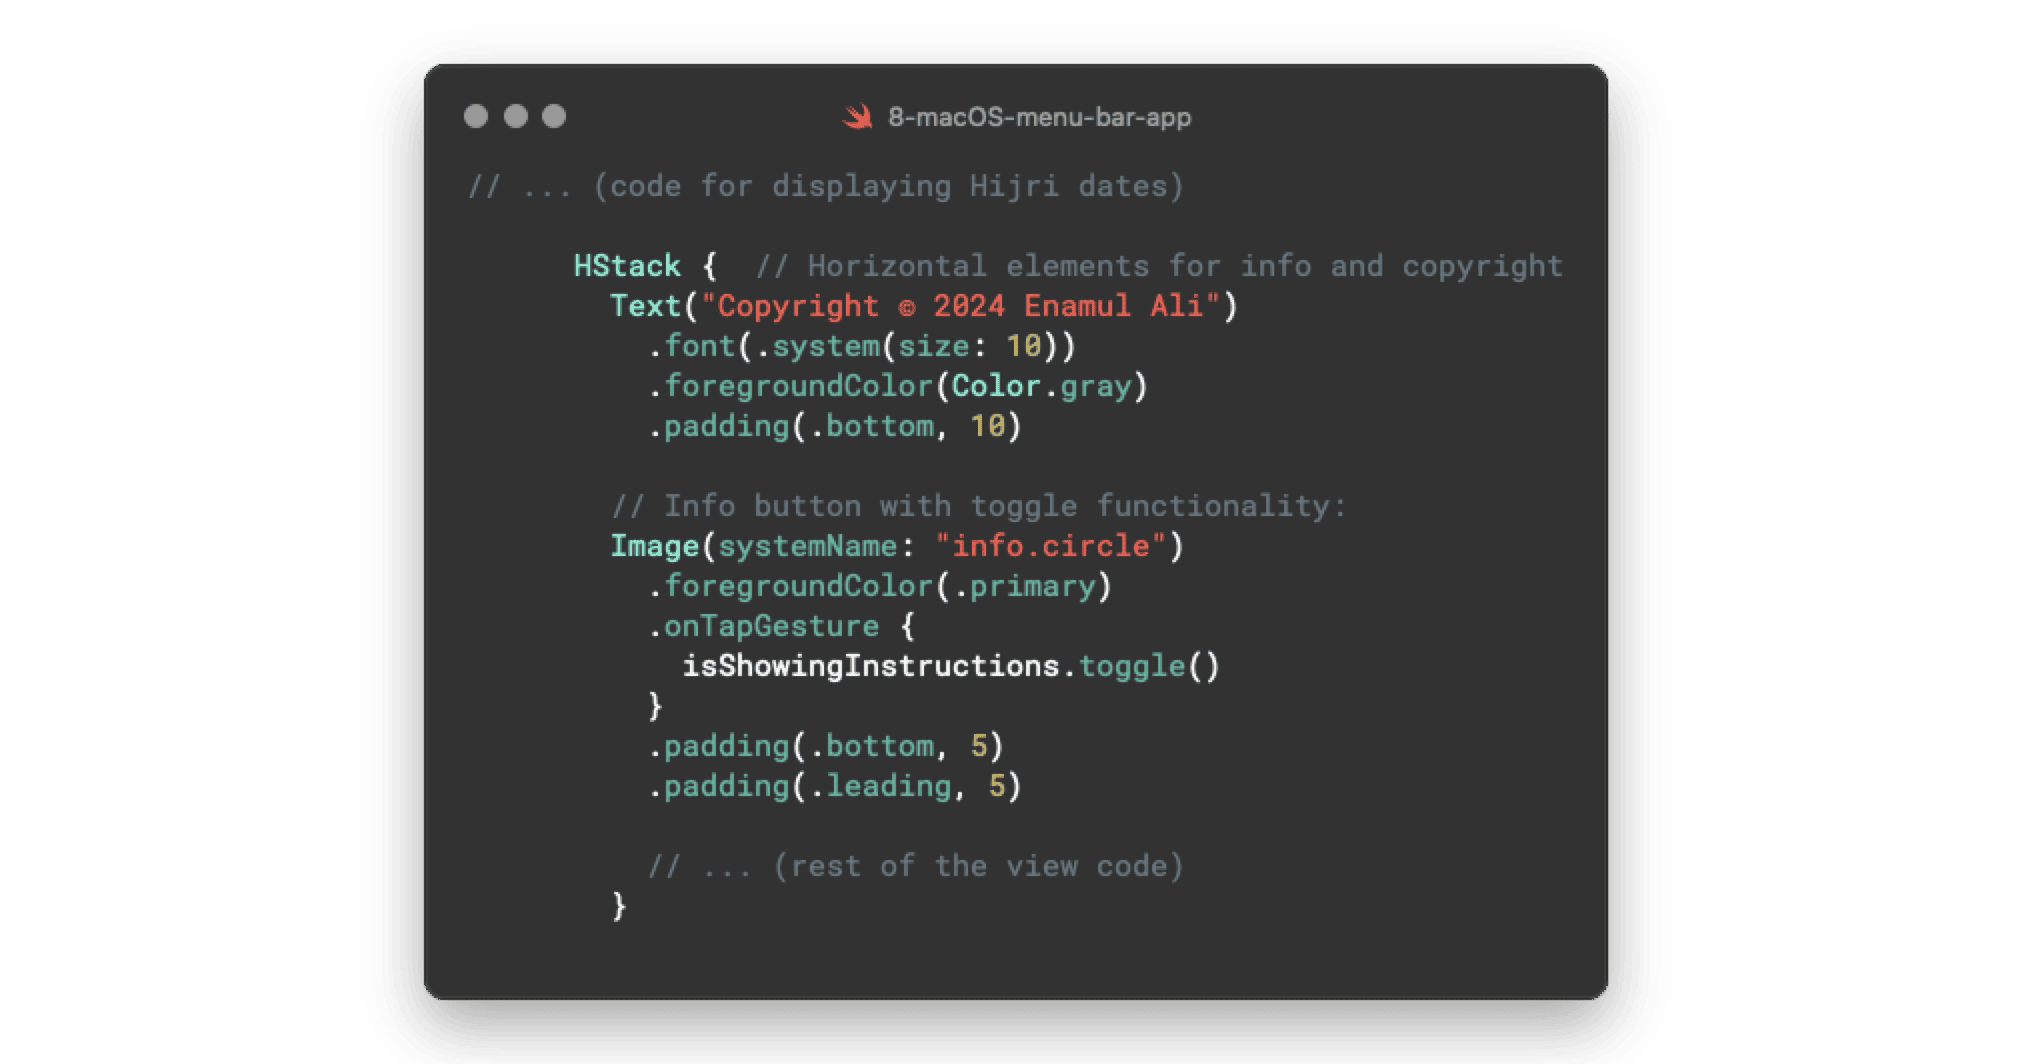 8-macOS-menu-bar-app
// ... (code for displaying Hijri dates)
HStack {  // Horizontal elements for info and copyright
Text("Copyright © 2024 Enamul Ali")
.font(.system(size: 10))
.foregroundColor(Color.gray)
.padding(.bottom, 10)
// Info button with toggle functionality:
Image(systemName: "info.circle")
.foregroundColor(.primary)
.onTapGesture {
isShowingInstructions.toggle()
}
.padding(.bottom, 5)
.padding(.leading, 5)
// ... (rest of the view code)
}